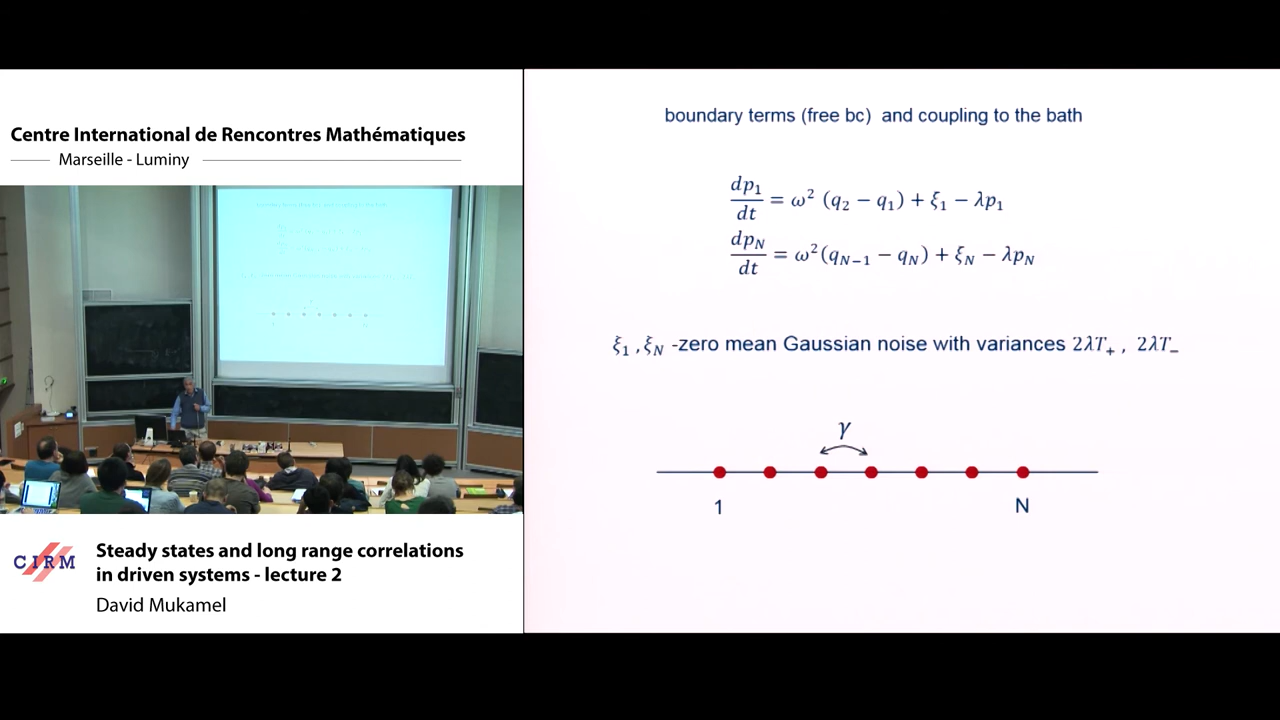 Centre International de Rencontres Mathématiques
Marseille - Luminy
CIRM
Steady states and long range correlations
in driven systems - lecture 2
David Mukamel
boundary terms (free bc) and coupling to the bath
dp₁/dt = ω² (q₂ − q₁) + ξ₁ − λp₁
dp_N/dt = ω²(q_{N−1} − q_N) + ξ_N − λp_N
ξ₁ ,ξ_N -zero mean Gaussian noise with variances 2λT₊ , 2λT₋
γ
1 N